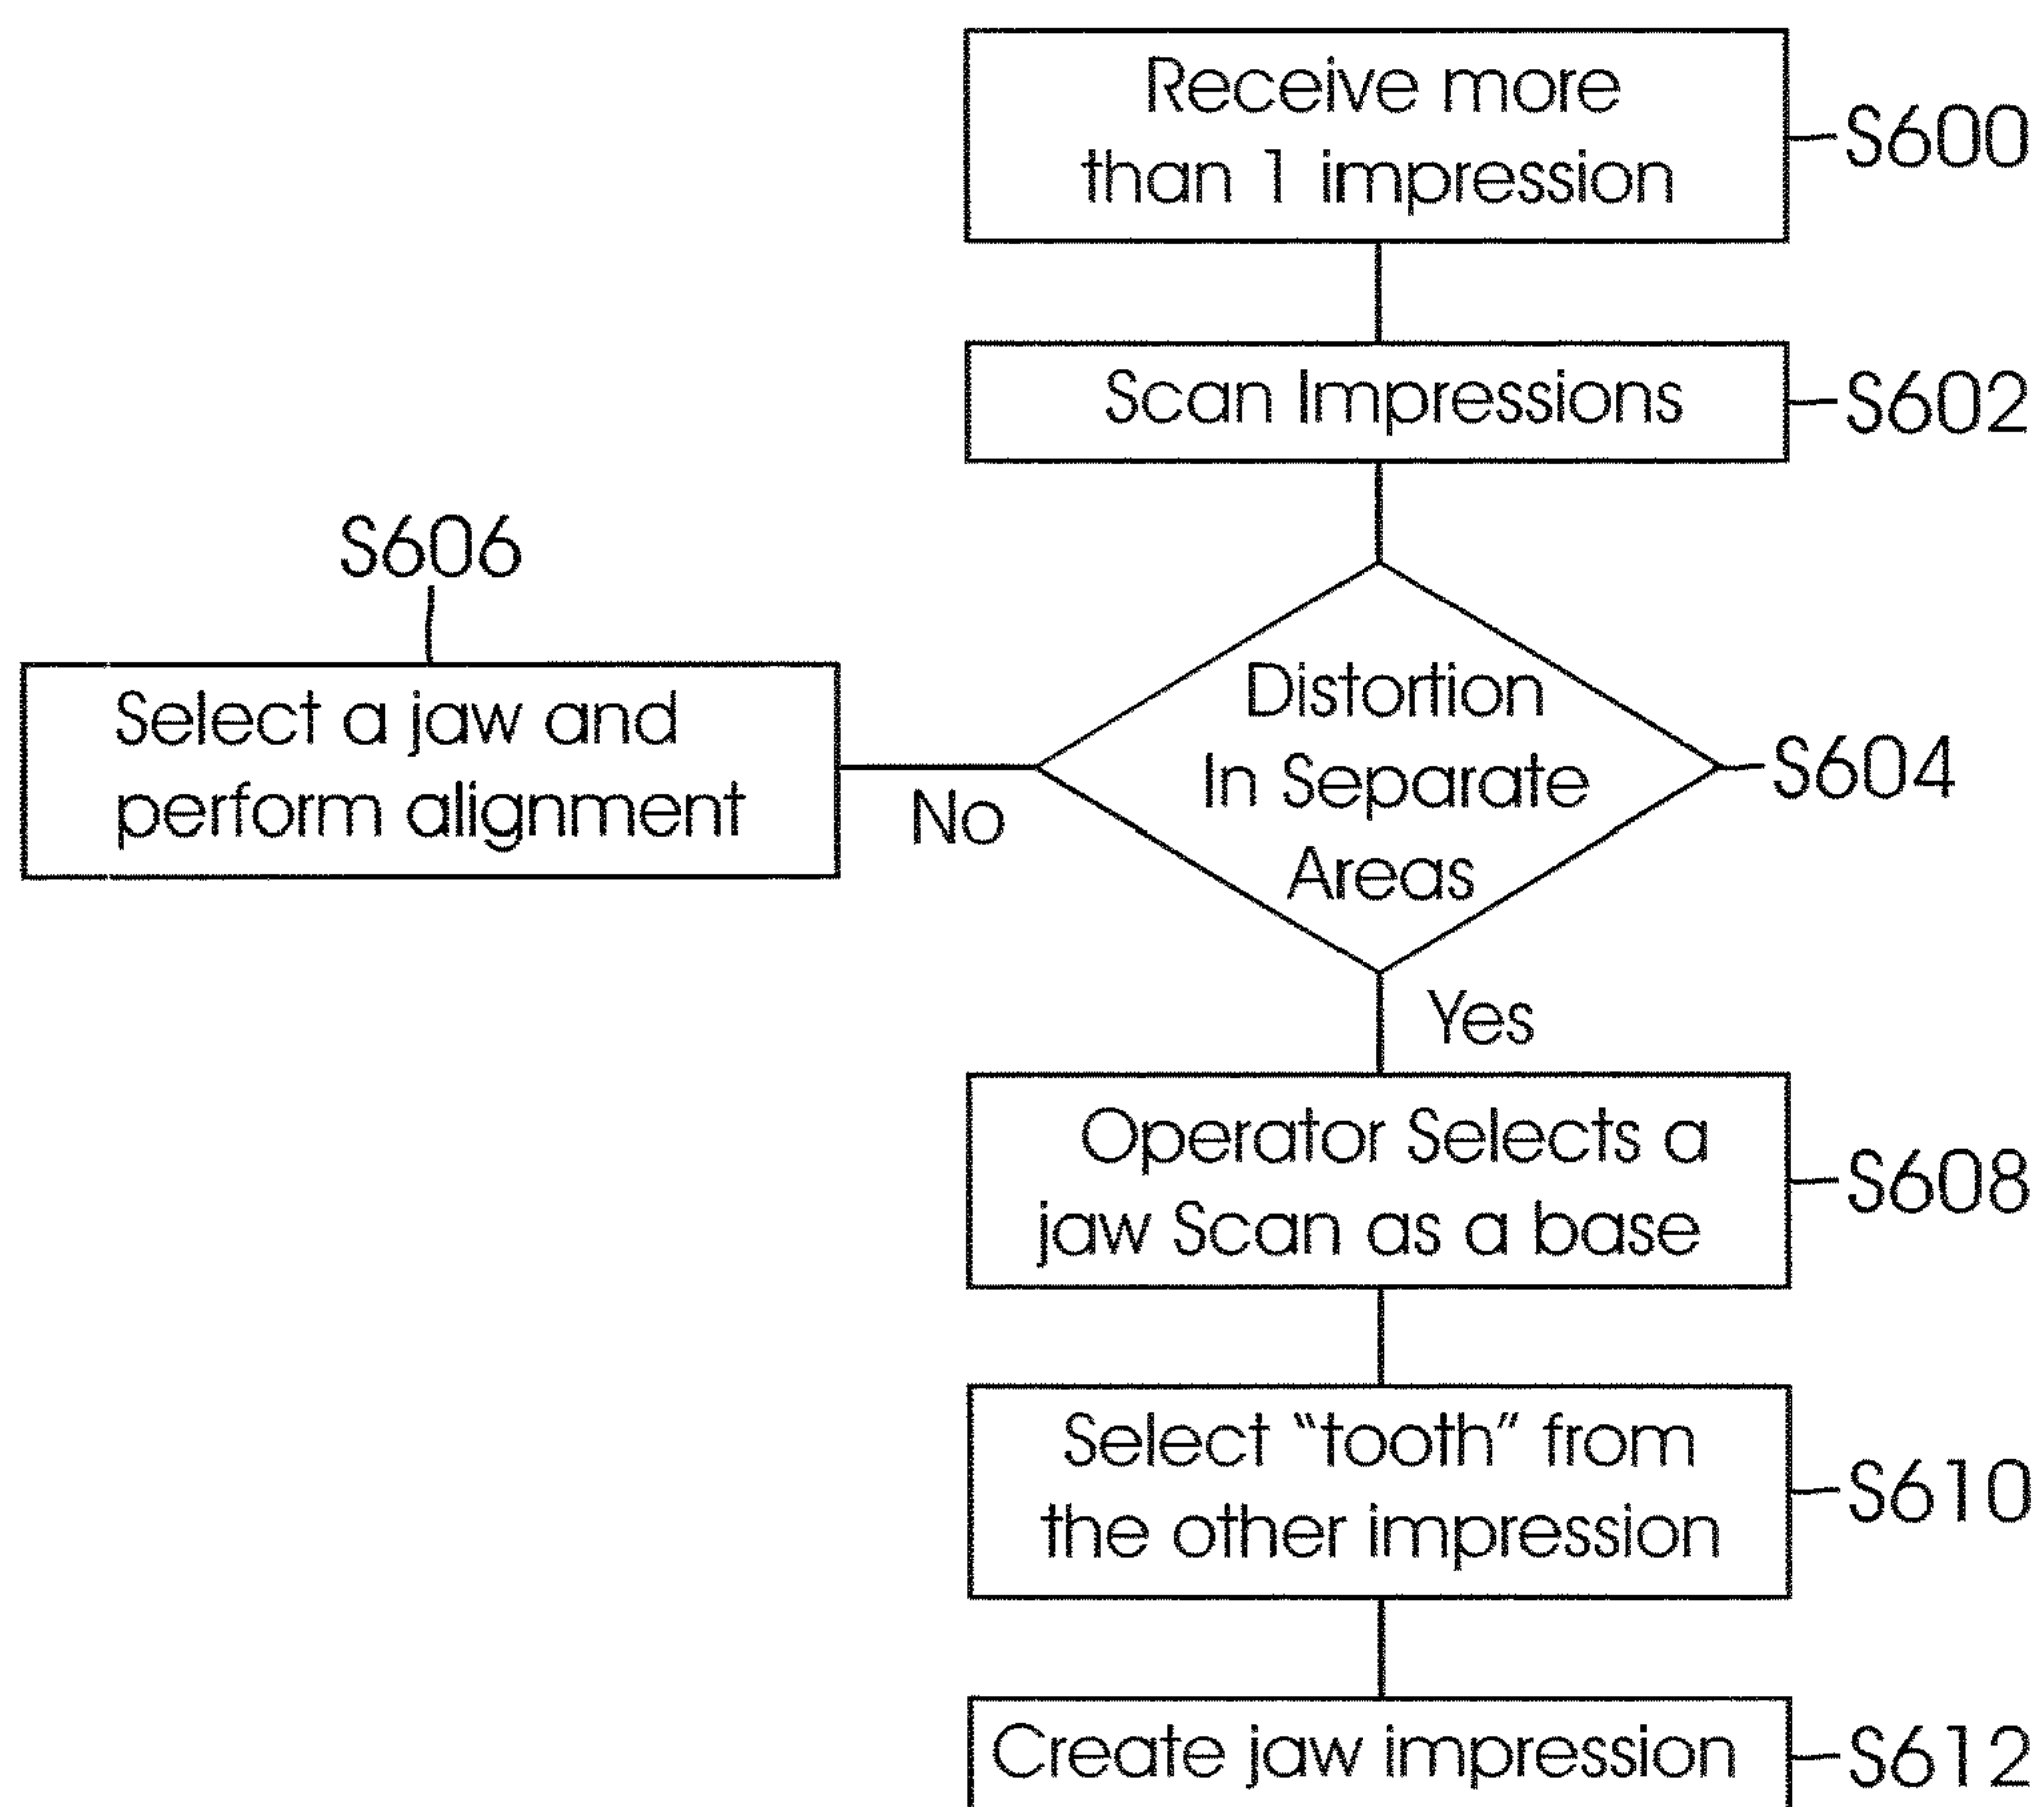 Receive more
than 1 impression
S600
Scan Impressions
S602
Distortion
In Separate
Areas
S604
No
S606
Select a jaw and
perform alignment
Yes
Operator Selects a
jaw Scan as a base
S608
Select “tooth” from
the other impression
S610
Create jaw impression
S612